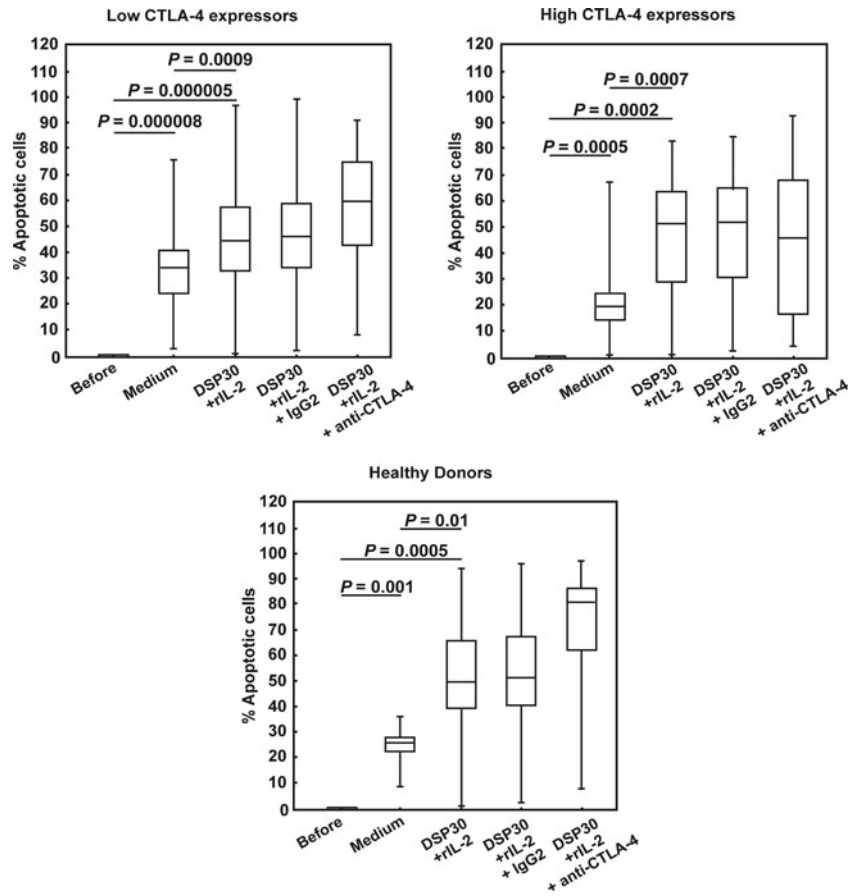 Low CTLA-4 expressors
120
110
100
90
80
70
60
50
40
30
20
10
0
% Apoptotic cells
P = 0.0009
P = 0.000005
P = 0.000008
Before
Medium
DSP30
+rIL-2
DSP30
+rIL-2
+ IgG2
DSP30
+rIL-2
+ anti-CTLA-4
High CTLA-4 expressors
120
110
100
90
80
70
60
50
40
30
20
10
0
% Apoptotic cells
P = 0.0007
P = 0.0002
P = 0.0005
Before
Medium
DSP30
+rIL-2
DSP30
+rIL-2
+ IgG2
DSP30
+rIL-2
+ anti-CTLA-4
Healthy Donors
120
110
100
90
80
70
60
50
40
30
20
10
0
% Apoptotic cells
P = 0.01
P = 0.0005
P = 0.001
Before
Medium
DSP30
+rIL-2
DSP30
+rIL-2
+ IgG2
DSP30
+rIL-2
+ anti-CTLA-4